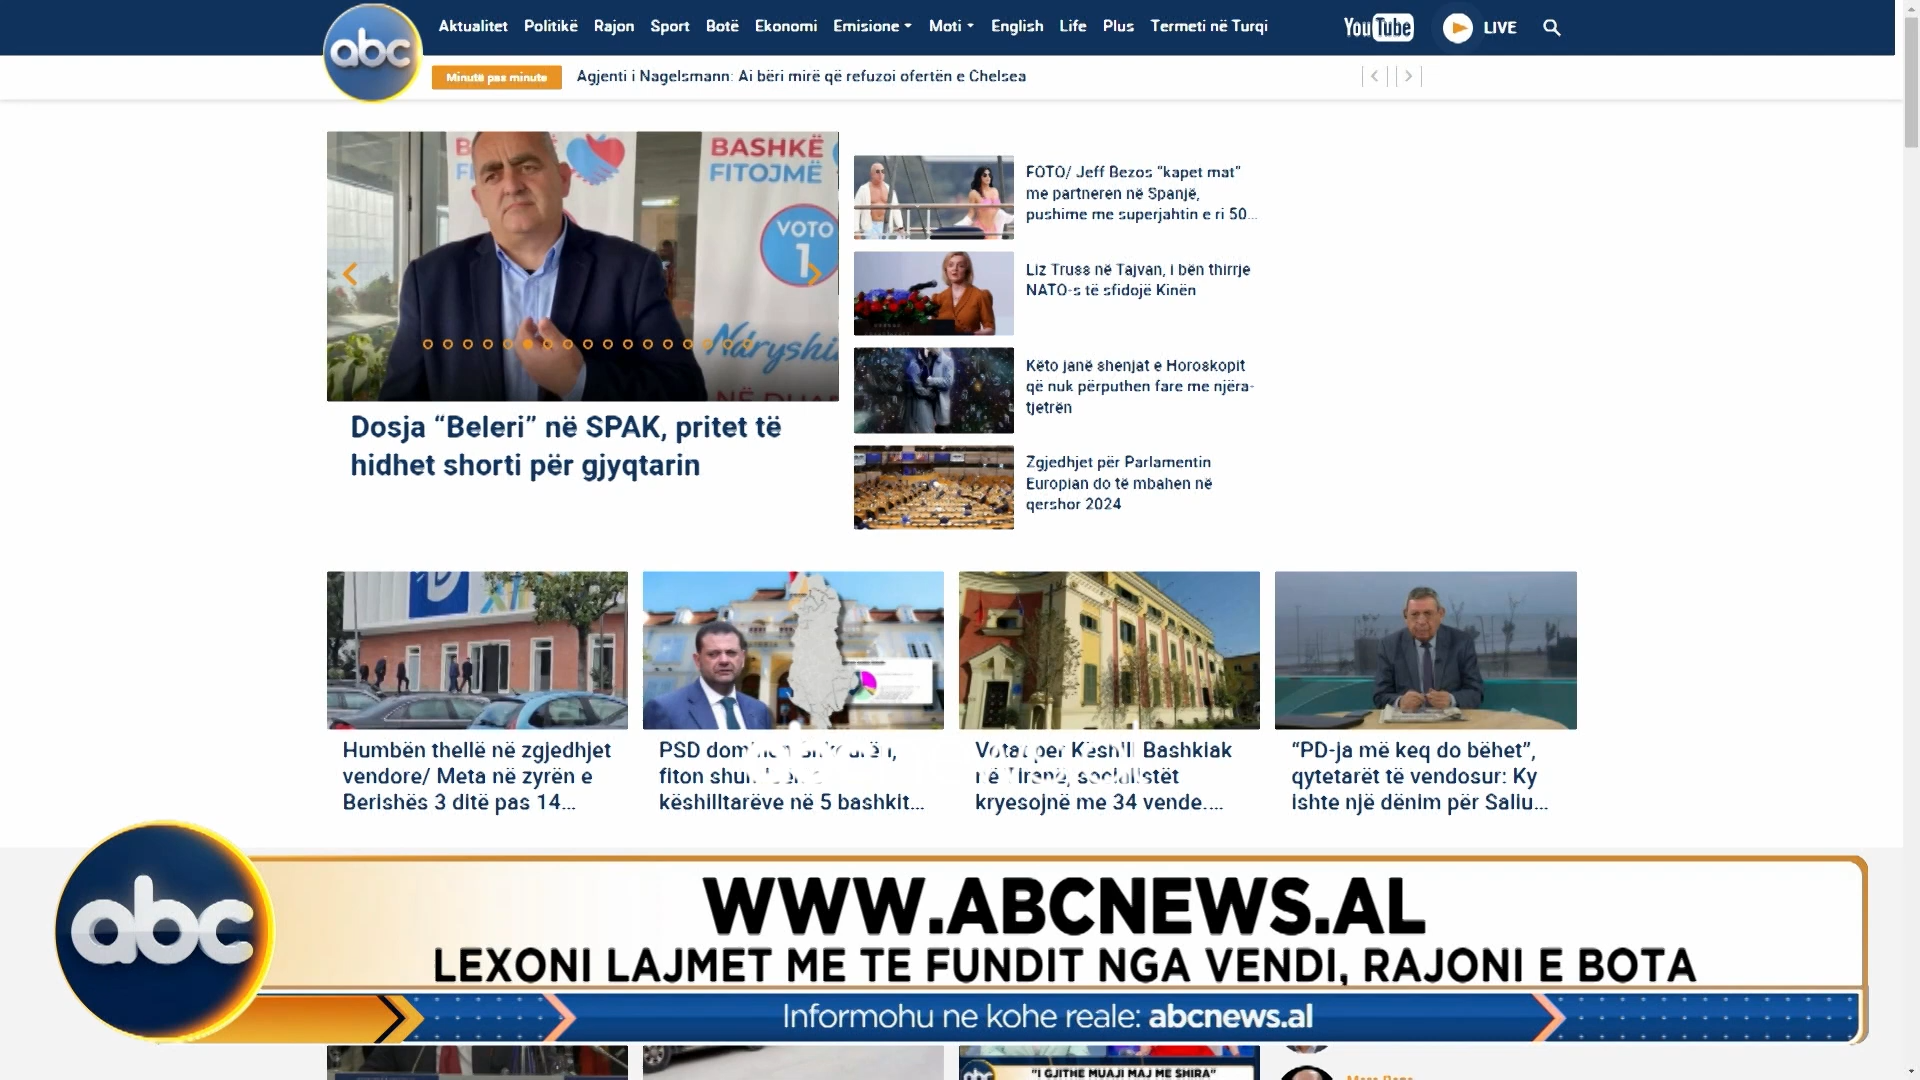 abc
Aktualitet Politikë Rajon Sport Botë Ekonomi Emisione Moti English Life Plus Termeti në Turqi
YouTube
LIVE
Minutë pas minute
Agjenti i Nagelsmann: Ai bëri mirë që refuzoi ofertën e Chelsea
BASHKË
FITOJMË
VOTO
1
Ndryshi
Dosja “Beleri” në SPAK, pritet të
hidhet shorti për gjyqtarin
FOTO/ Jeff Bezos “kapet mat”
me partneren në Spanjë,
pushime me superjahtin e ri 50...
Liz Truss në Tajvan, i bën thirrje
NATO-s të sfidojë Kinën
Këto janë shenjat e Horoskopit
që nuk përputhen fare me njëra-
tjetrën
Zgjedhjet për Parlamentin
Europian do të mbahen në
qershor 2024
Humbën thellë në zgjedhjet
vendore/ Meta në zyrën e
Berishës 3 ditë pas 14...
PSD
fiton
këshilltarëve në 5 bashkit...
Bashkiak
në Tiranë, socialistët
kryesojnë me 34 vende....
“PD-ja më keq do bëhet”,
qytetarët të vendosur: Ky
ishte një dënim për Saliu...
abc
WWW.ABCNEWS.AL
LEXONI LAJMET ME TE FUNDIT NGA VENDI, RAJONI E BOTA
Informohu ne kohe reale: abcnews.al
abc
"I GJITHE MUAJI MAJ ME SHIRA"